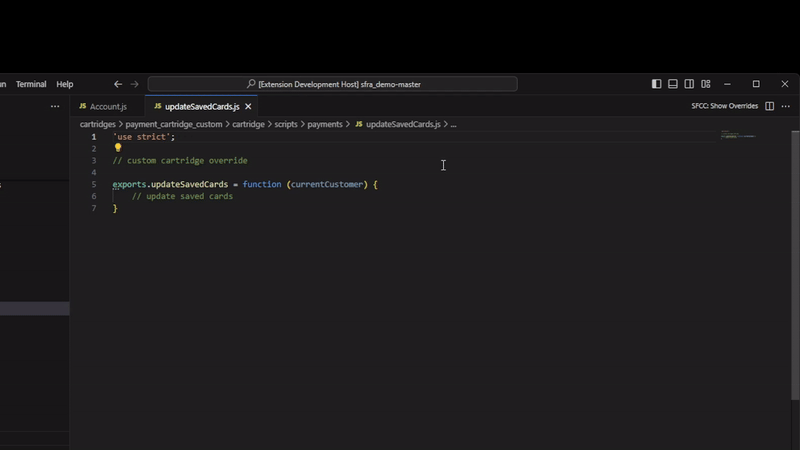 un Terminal Help [Extension Development Host] sfra_demo-master
Account.js updateSavedCards.js SFCC: Show Overrides
cartridges > payment_cartridge_custom > cartridge > scripts > payments > JS updateSavedCards.js > ...
1 'use strict';
2
3 // custom cartridge override
4
5 exports.updateSavedCards = function (currentCustomer) {
6 // update saved cards
7 }